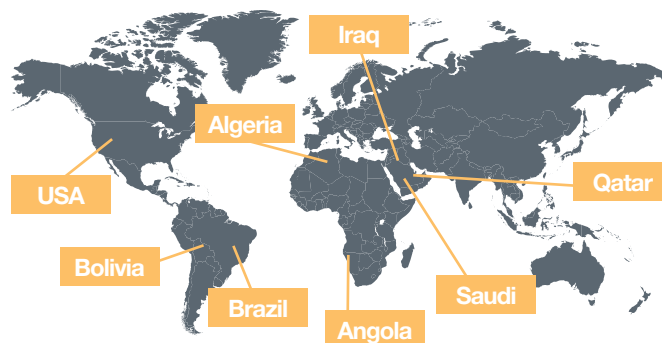 Iraq
Algeria
USA
Qatar
Bolivia
Brazil
Saudi
Angola